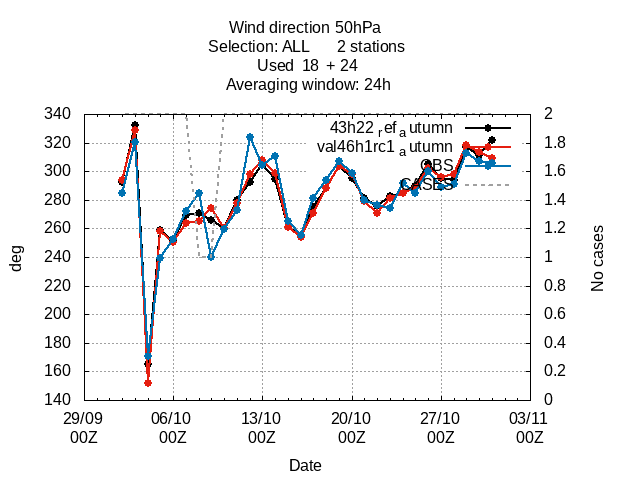 Wind direction 50hPa
Selection: ALL 2 stations
Used 18 + 24
Averaging window: 24h
340 2
43h22 refautumn
320 1.8
val46h1rc1 autumn
300 1.6
OBS
280 1.4
CASES
260 1.2
240 1
220 0.8
200 0.6
180 0.4
160 0.2
140 0
deg
No cases
29/09 06/10 13/10 20/10 27/10 03/11
00Z 00Z 00Z 00Z 00Z 00Z
Date